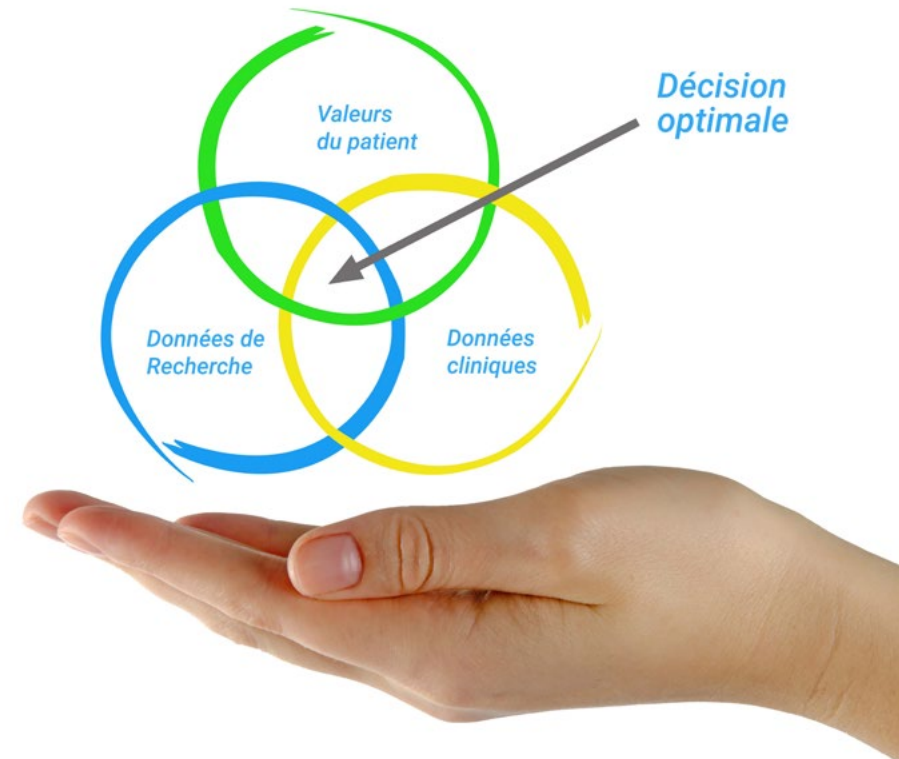 Valeurs
du patient
Décision
optimale
Données de
Recherche
Données
cliniques